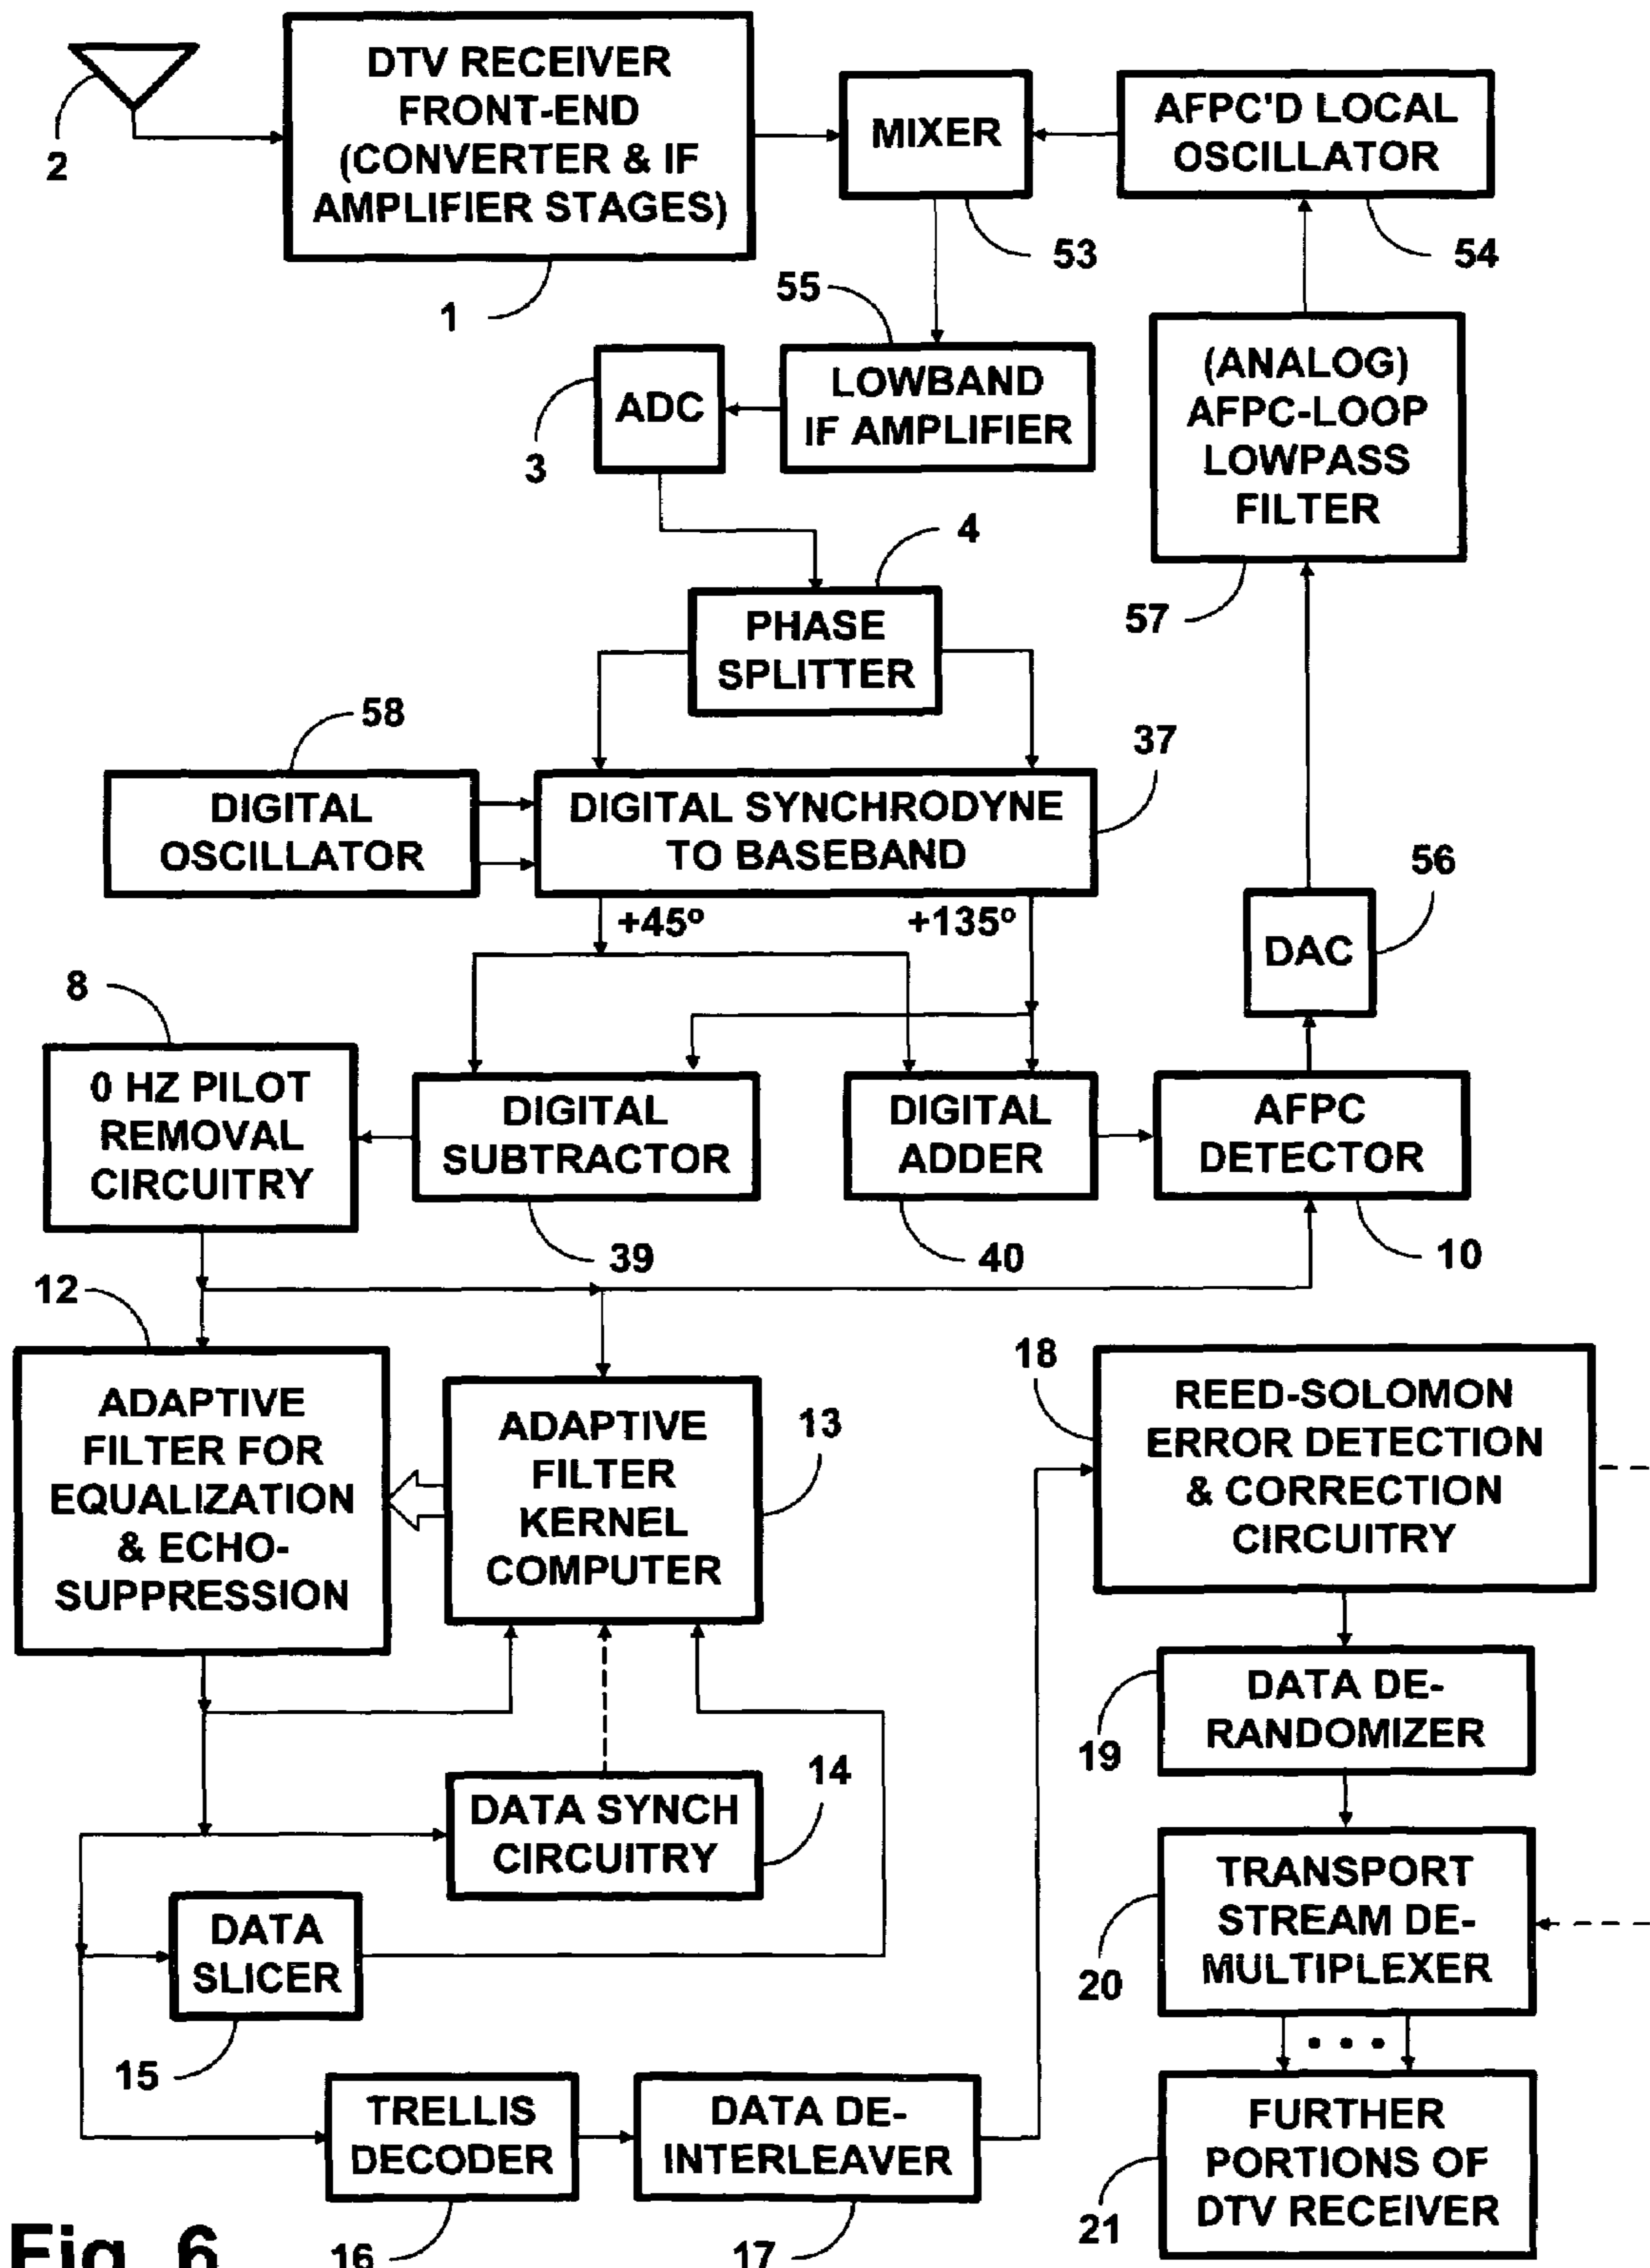 DTV RECEIVER
FRONT-END
(CONVERTER & IF
AMPLIFIER STAGES)
MIXER
AFPC'D LOCAL
OSCILLATOR
2
1
53
54
55
3
ADC
LOWBAND
IF AMPLIFIER
(ANALOG)
AFPC-LOOP
LOWPASS
FILTER
57
4
PHASE
SPLITTER
58
37
DIGITAL
OSCILLATOR
DIGITAL SYNCHRODYNE
TO BASEBAND
+45º
+135º
56
DAC
8
0 HZ PILOT
REMOVAL
CIRCUITRY
DIGITAL
SUBTRACTOR
DIGITAL
ADDER
AFPC
DETECTOR
39
40
10
12
ADAPTIVE
FILTER FOR
EQUALIZATION
& ECHO-
SUPPRESSION
ADAPTIVE
FILTER
KERNEL
COMPUTER
13
18
REED-SOLOMON
ERROR DETECTION
& CORRECTION
CIRCUITRY
19
DATA DE-
RANDOMIZER
14
DATA SYNCH
CIRCUITRY
20
TRANSPORT
STREAM DE-
MULTIPLEXER
DATA
SLICER
15
• • •
TRELLIS
DECODER
DATA DE-
INTERLEAVER
FURTHER
PORTIONS OF
DTV RECEIVER
21
16
17
Fig. 6